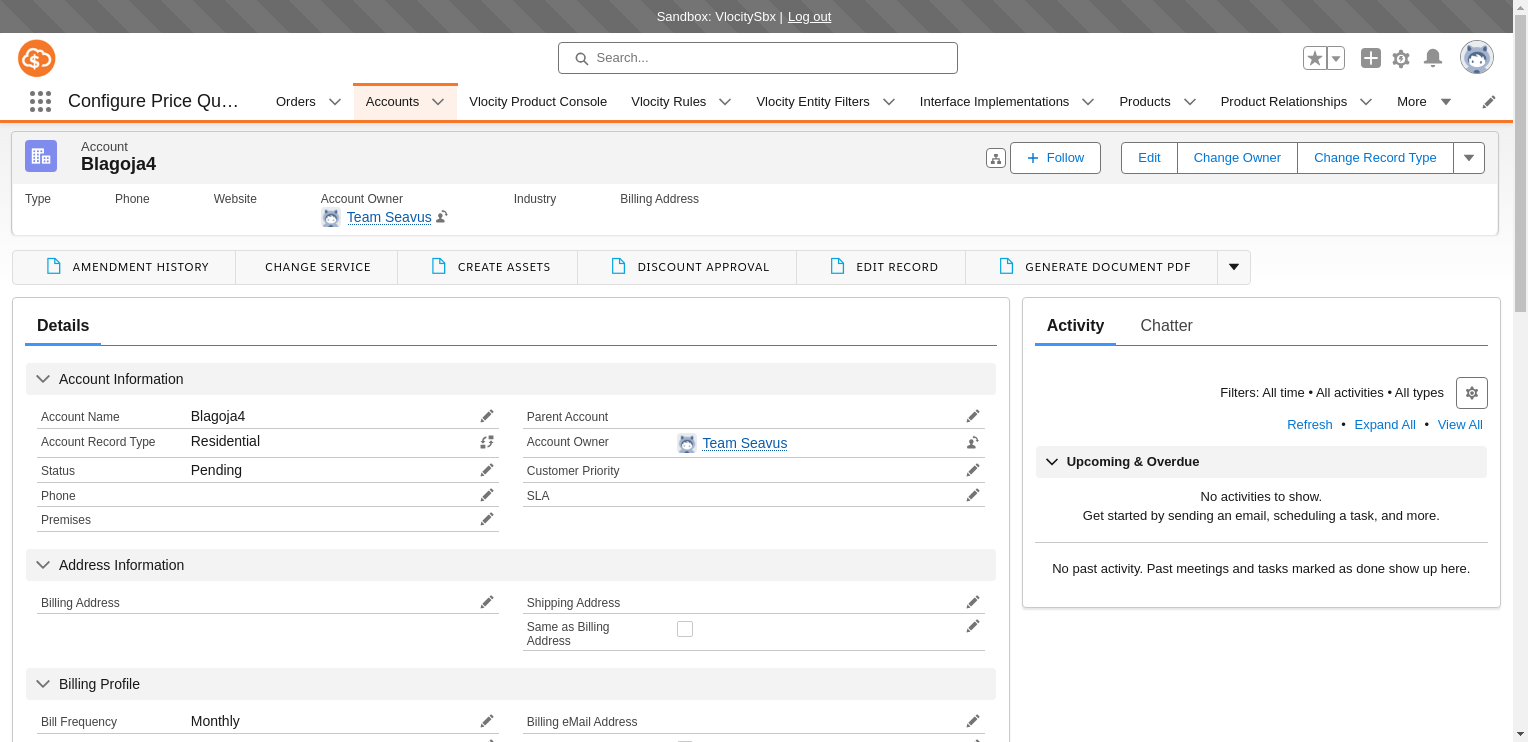 Sandbox: VlocitySbx | Log out
Search...
Configure Price Qu...
Orders
Accounts
Vlocity Product Console
Vlocity Rules
Vlocity Entity Filters
Interface Implementations
Products
Product Relationships
More
Account
Blagoja4
Follow
Edit
Change Owner
Change Record Type
Type
Phone
Website
Account Owner
Industry
Billing Address
Team Seavus
AMENDMENT HISTORY
CHANGE SERVICE
CREATE ASSETS
DISCOUNT APPROVAL
EDIT RECORD
GENERATE DOCUMENT PDF
Details
Account Information
Account Name Blagoja4
Parent Account
Account Record Type Residential
Account Owner Team Seavus
Status Pending
Customer Priority
Phone
SLA
Premises
Address Information
Billing Address
Shipping Address
Same as Billing
Address
Billing Profile
Bill Frequency Monthly
Billing eMail Address
Activity
Chatter
Filters: All time • All activities • All types
Refresh • Expand All • View All
Upcoming & Overdue
No activities to show.
Get started by sending an email, scheduling a task, and more.
No past activity. Past meetings and tasks marked as done show up here.